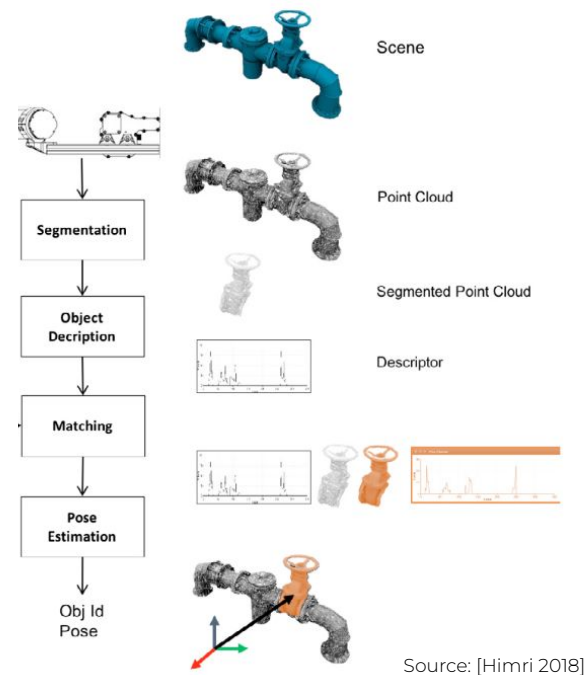 Scene
Point Cloud
Segmentation
Segmented Point Cloud
Object
Decription
Descriptor
Matching
Pose
Estimation
Obj Id
Pose
Source: [Himri 2018]